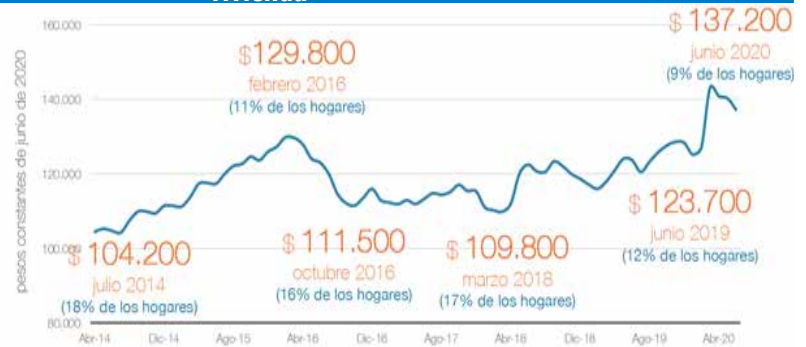 pesos constantes de junio de 2020
160.000
140.000
120.000
100.000
80.000
$129.800
febrero 2016
(11% de los hogares)
$ 137.200
junio 2020
(9% de los hogares)
$ 104.200
julio 2014
(18% de los hogares)
$ 111.500
octubre 2016
(16% de los hogares)
$ 109.800
marzo 2018
(17% de los hogares)
$ 123.700
junio 2019
(12% de los hogares)
Abr-14 Dic-14 Ago-15 Abr-16 Dic-16 Ago-17 Abr-18 Dic-18 Ago-19 Abr-20